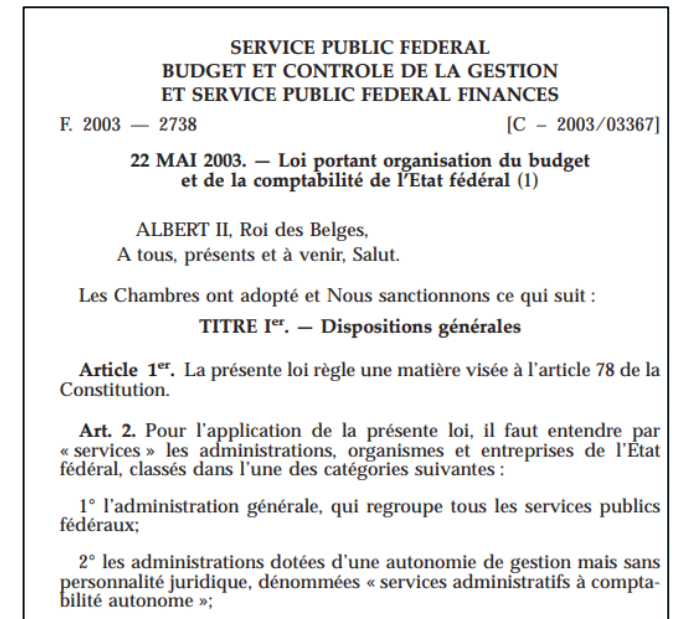 SERVICE PUBLIC FEDERAL
BUDGET ET CONTROLE DE LA GESTION
ET SERVICE PUBLIC FEDERAL FINANCES
F. 2003 — 2738 [C – 2003/03367]
22 MAI 2003. — Loi portant organisation du budget
et de la comptabilité de l'Etat fédéral (1)
ALBERT II, Roi des Belges,
A tous, présents et à venir, Salut.
Les Chambres ont adopté et Nous sanctionnons ce qui suit :
TITRE Ier. — Dispositions générales
Article 1er. La présente loi règle une matière visée à l'article 78 de la
Constitution.
Art. 2. Pour l'application de la présente loi, il faut entendre par
« services » les administrations, organismes et entreprises de l'Etat
fédéral, classés dans l'une des catégories suivantes :
1° l'administration générale, qui regroupe tous les services publics
fédéraux;
2° les administrations dotées d'une autonomie de gestion mais sans
personnalité juridique, dénommées « services administratifs à compta-
bilité autonome »;